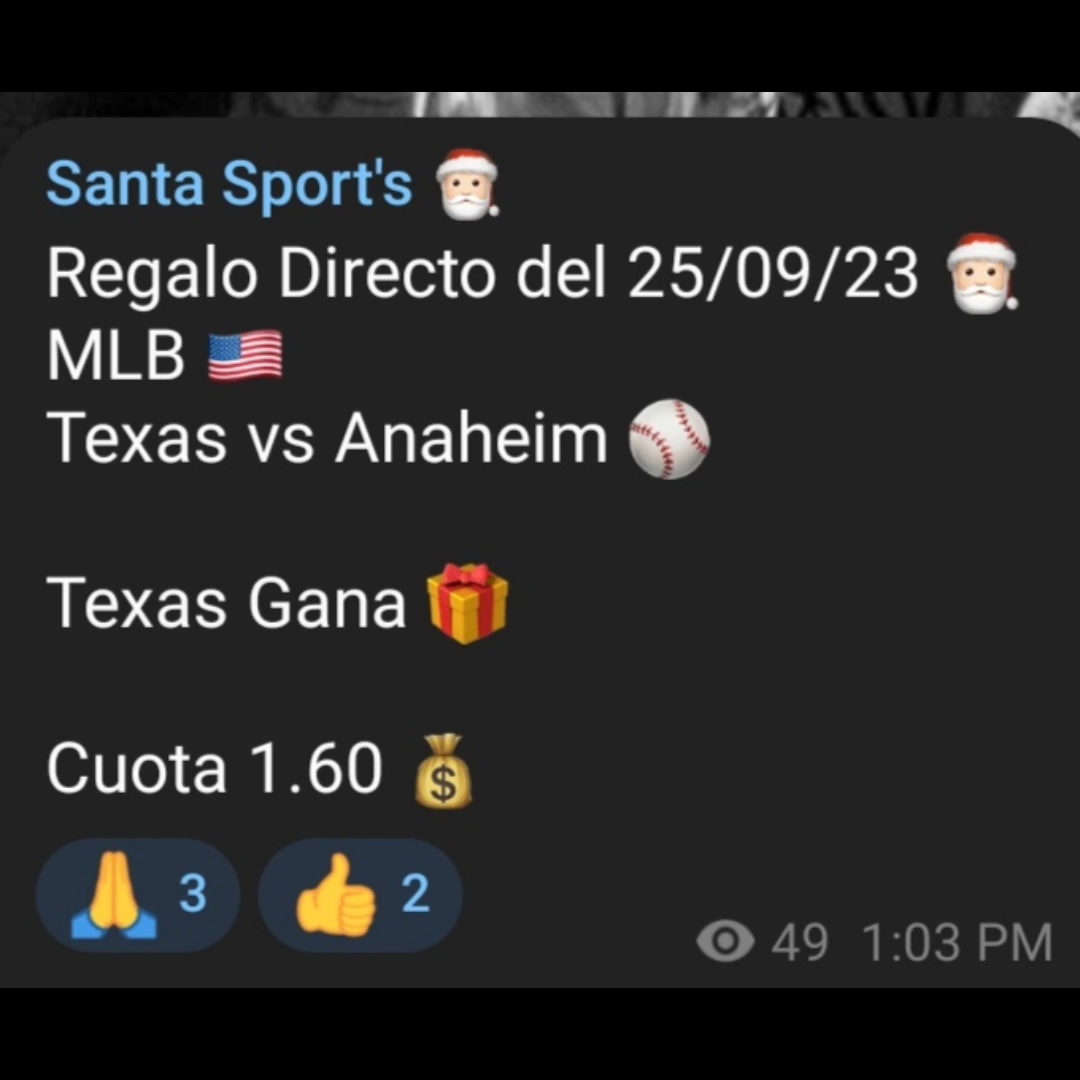 Santa Sport's 🎅🏻
Regalo Directo del 25/09/23 🎅🏻
MLB 🇺🇸
Texas vs Anaheim ⚾
Texas Gana 🎁
Cuota 1.60 💰
🙏 3 👍 2
49 1:03 PM